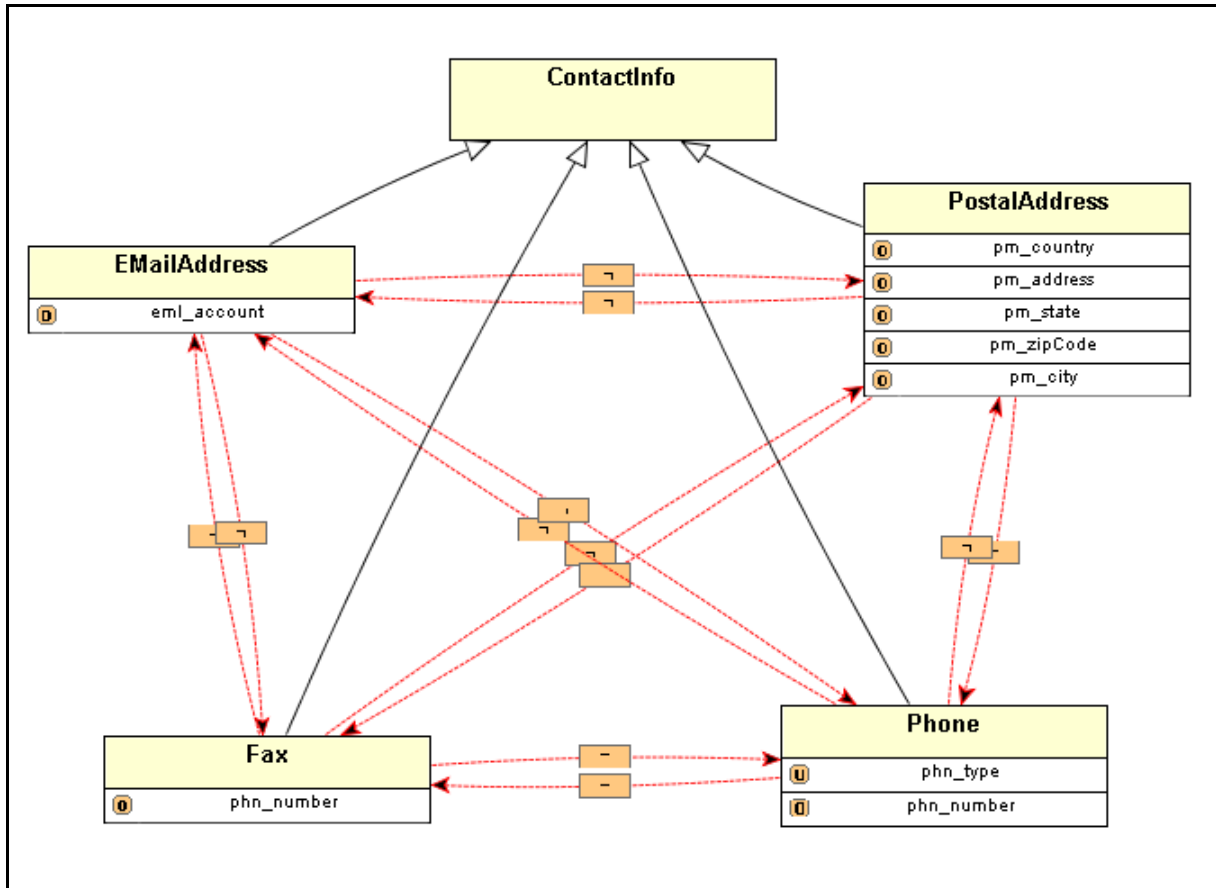 ContactInfo
PostalAddress
pm_country
pm_address
pm_state
pm_zipCode
pm_city
EMailAddress
eml_account
¬
¬
¬
¬
¬
¬
Fax
phn_number
Phone
phn_type
phn_number